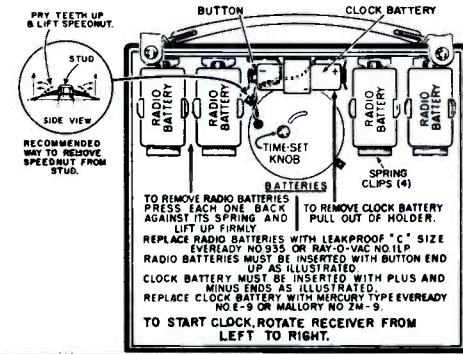 PRY TEETH UP
& LIFT SPEEDNUT.
STUD
SIDE VIEW
RECOMMENDED
WAY TO REMOVE
SPEEDNUT FROM
STUD.
BUTTON
CLOCK BATTERY
+
RADIO
BATTERY
RADIO
BATTERY
RADIO
BATTERY
RADIO
BATTERY
TIME-SET
KNOB
SPRING
CLIPS (4)
BATTERIES
TO REMOVE RADIO BATTERIES
PRESS EACH ONE BACK
AGAINST ITS SPRING AND
LIFT UP FIRMLY.
TO REMOVE CLOCK BATTERY
PULL OUT OF HOLDER.
REPLACE RADIO BATTERIES WITH LEAKPROOF "C" SIZE
EVEREADY NO.935 OR RAY-O-VAC NO.1LP
RADIO BATTERIES MUST BE INSERTED WITH BUTTON END
UP AS ILLUSTRATED.
CLOCK BATTERY MUST BE INSERTED WITH PLUS AND
MINUS ENDS AS ILLUSTRATED.
REPLACE CLOCK BATTERY WITH MERCURY TYPE EVEREADY
NO.E-9 OR MALLORY NO ZM-9.
TO START CLOCK, ROTATE RECEIVER FROM
LEFT TO RIGHT.